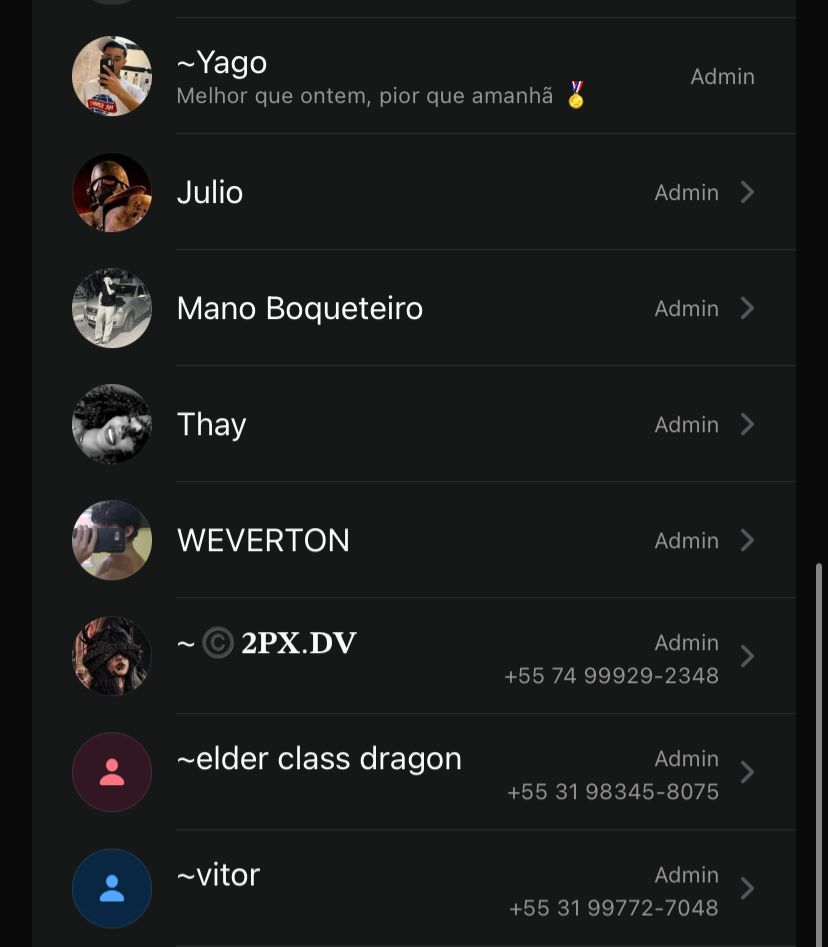 ~Yago
Melhor que ontem, pior que amanhã 🏅
Admin
Julio
Admin
Mano Boqueteiro
Admin
Thay
Admin
WEVERTON
Admin
~ ©️ 2PX.DV
Admin
+55 74 99929-2348
~elder class dragon
Admin
+55 31 98345-8075
~vitor
Admin
+55 31 99772-7048